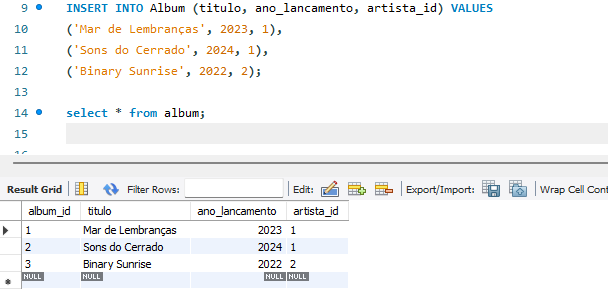 9 INSERT INTO Album (titulo, ano_lancamento, artista_id) VALUES
10 ('Mar de Lembranças', 2023, 1),
11 ('Sons do Cerrado', 2024, 1),
12 ('Binary Sunrise', 2022, 2);
13
14 select * from album;
15
Result Grid Filter Rows: Edit: Export/Import: Wrap Cell Cont
album_id titulo ano_lancamento artista_id
1 Mar de Lembranças 2023 1
2 Sons do Cerrado 2024 1
3 Binary Sunrise 2022 2
NULL NULL NULL NULL